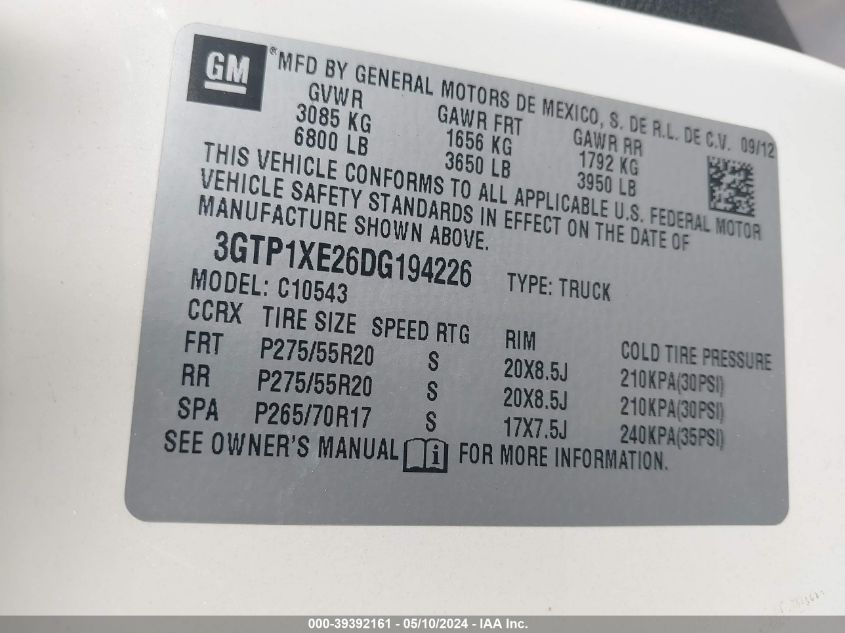 GM
®MFD BY GENERAL MOTORS DE MEXICO, S. DE R.L. DE C.V. 09/12
GVWR GAWR FRT GAWR RR
3085 KG 1656 KG 1792 KG
6800 LB 3650 LB 3950 LB
THIS VEHICLE CONFORMS TO ALL APPLICABLE U.S. FEDERAL MOTOR
VEHICLE SAFETY STANDARDS IN EFFECT ON THE DATE OF
MANUFACTURE SHOWN ABOVE.
3GTP1XE26DG194226 TYPE: TRUCK
MODEL: C10543
CCRX TIRE SIZE SPEED RTG RIM COLD TIRE PRESSURE
FRT P275/55R20 S 20X8.5J 210KPA(30PSI)
RR P275/55R20 S 20X8.5J 210KPA(30PSI)
SPA P265/70R17 S 17X7.5J 240KPA(35PSI)
SEE OWNER'S MANUAL i FOR MORE INFORMATION.
000-39392161 - 05/10/2024 - IAA Inc.